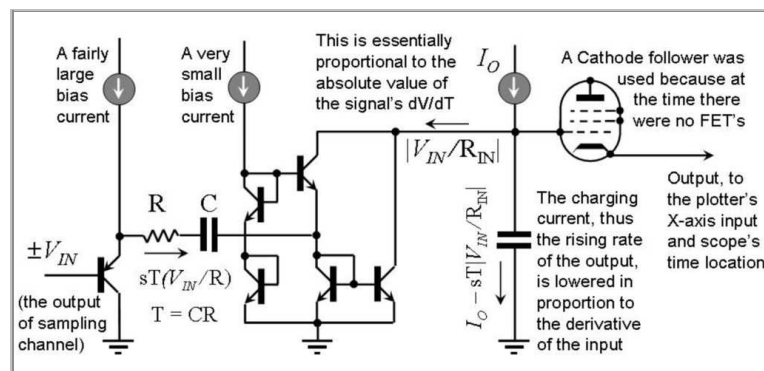 A fairly
large
bias
current
A very
small
bias
current
This is essentially
proportional to the
absolute value of
the signal's dV/dT
I_O
A Cathode follower was
used because at
the time there
were no FET's
|V_IN/R_IN|
R
C
±V_IN
(the output
of sampling
channel)
sT(V_IN/R)
T = CR
I_O – sT|V_IN/R_IN|
The charging
current, thus
the rising rate
of the output,
is lowered in
proportion to
the derivative
of the input
Output, to
the plotter's
X-axis input
and scope's
time location